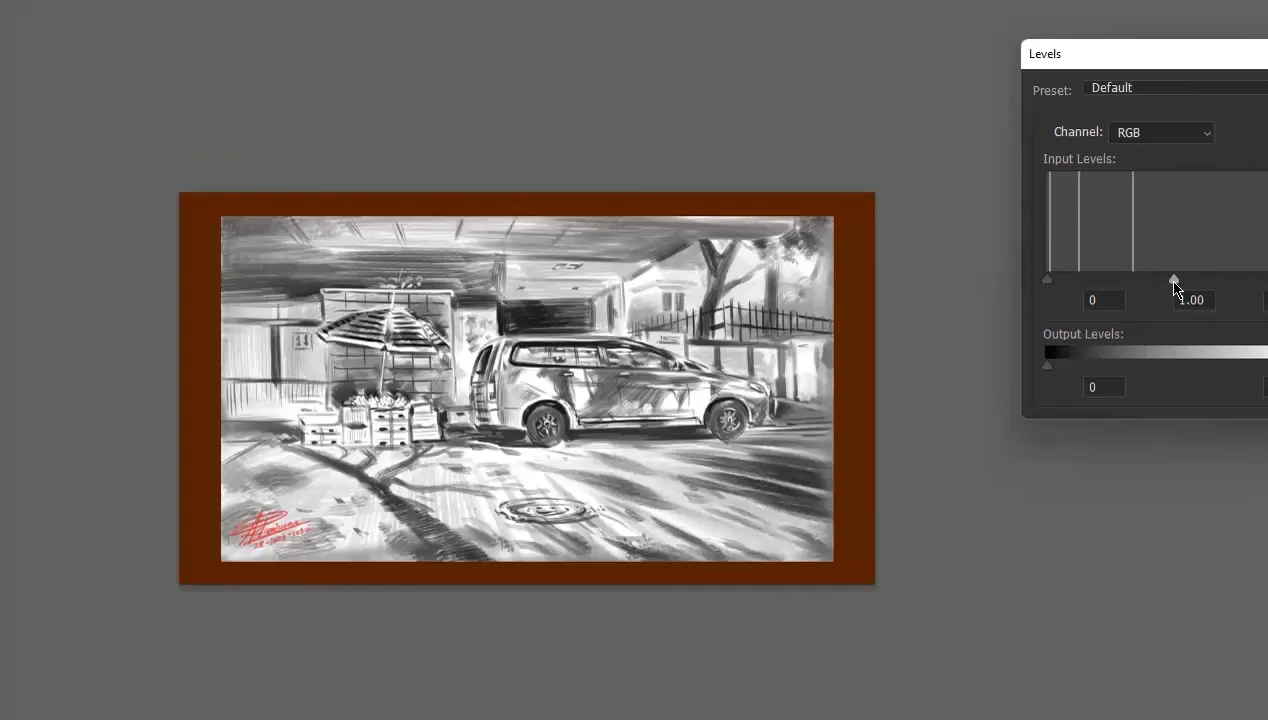 Levels
Preset:
Default
Channel:
RGB
Input Levels:
0
1.00
Output Levels:
0